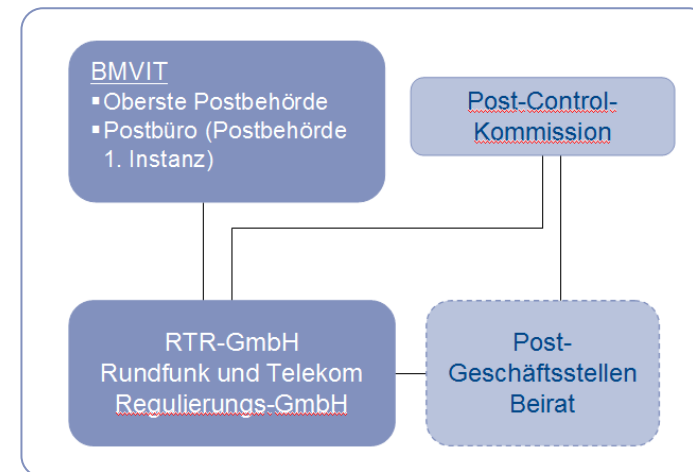 BMVIT
▪Oberste Postbehörde
▪Postbüro (Postbehörde
1. Instanz)
Post-Control-
Kommission
RTR-GmbH
Rundfunk und Telekom
Regulierungs-GmbH
Post-
Geschäftsstellen
Beirat